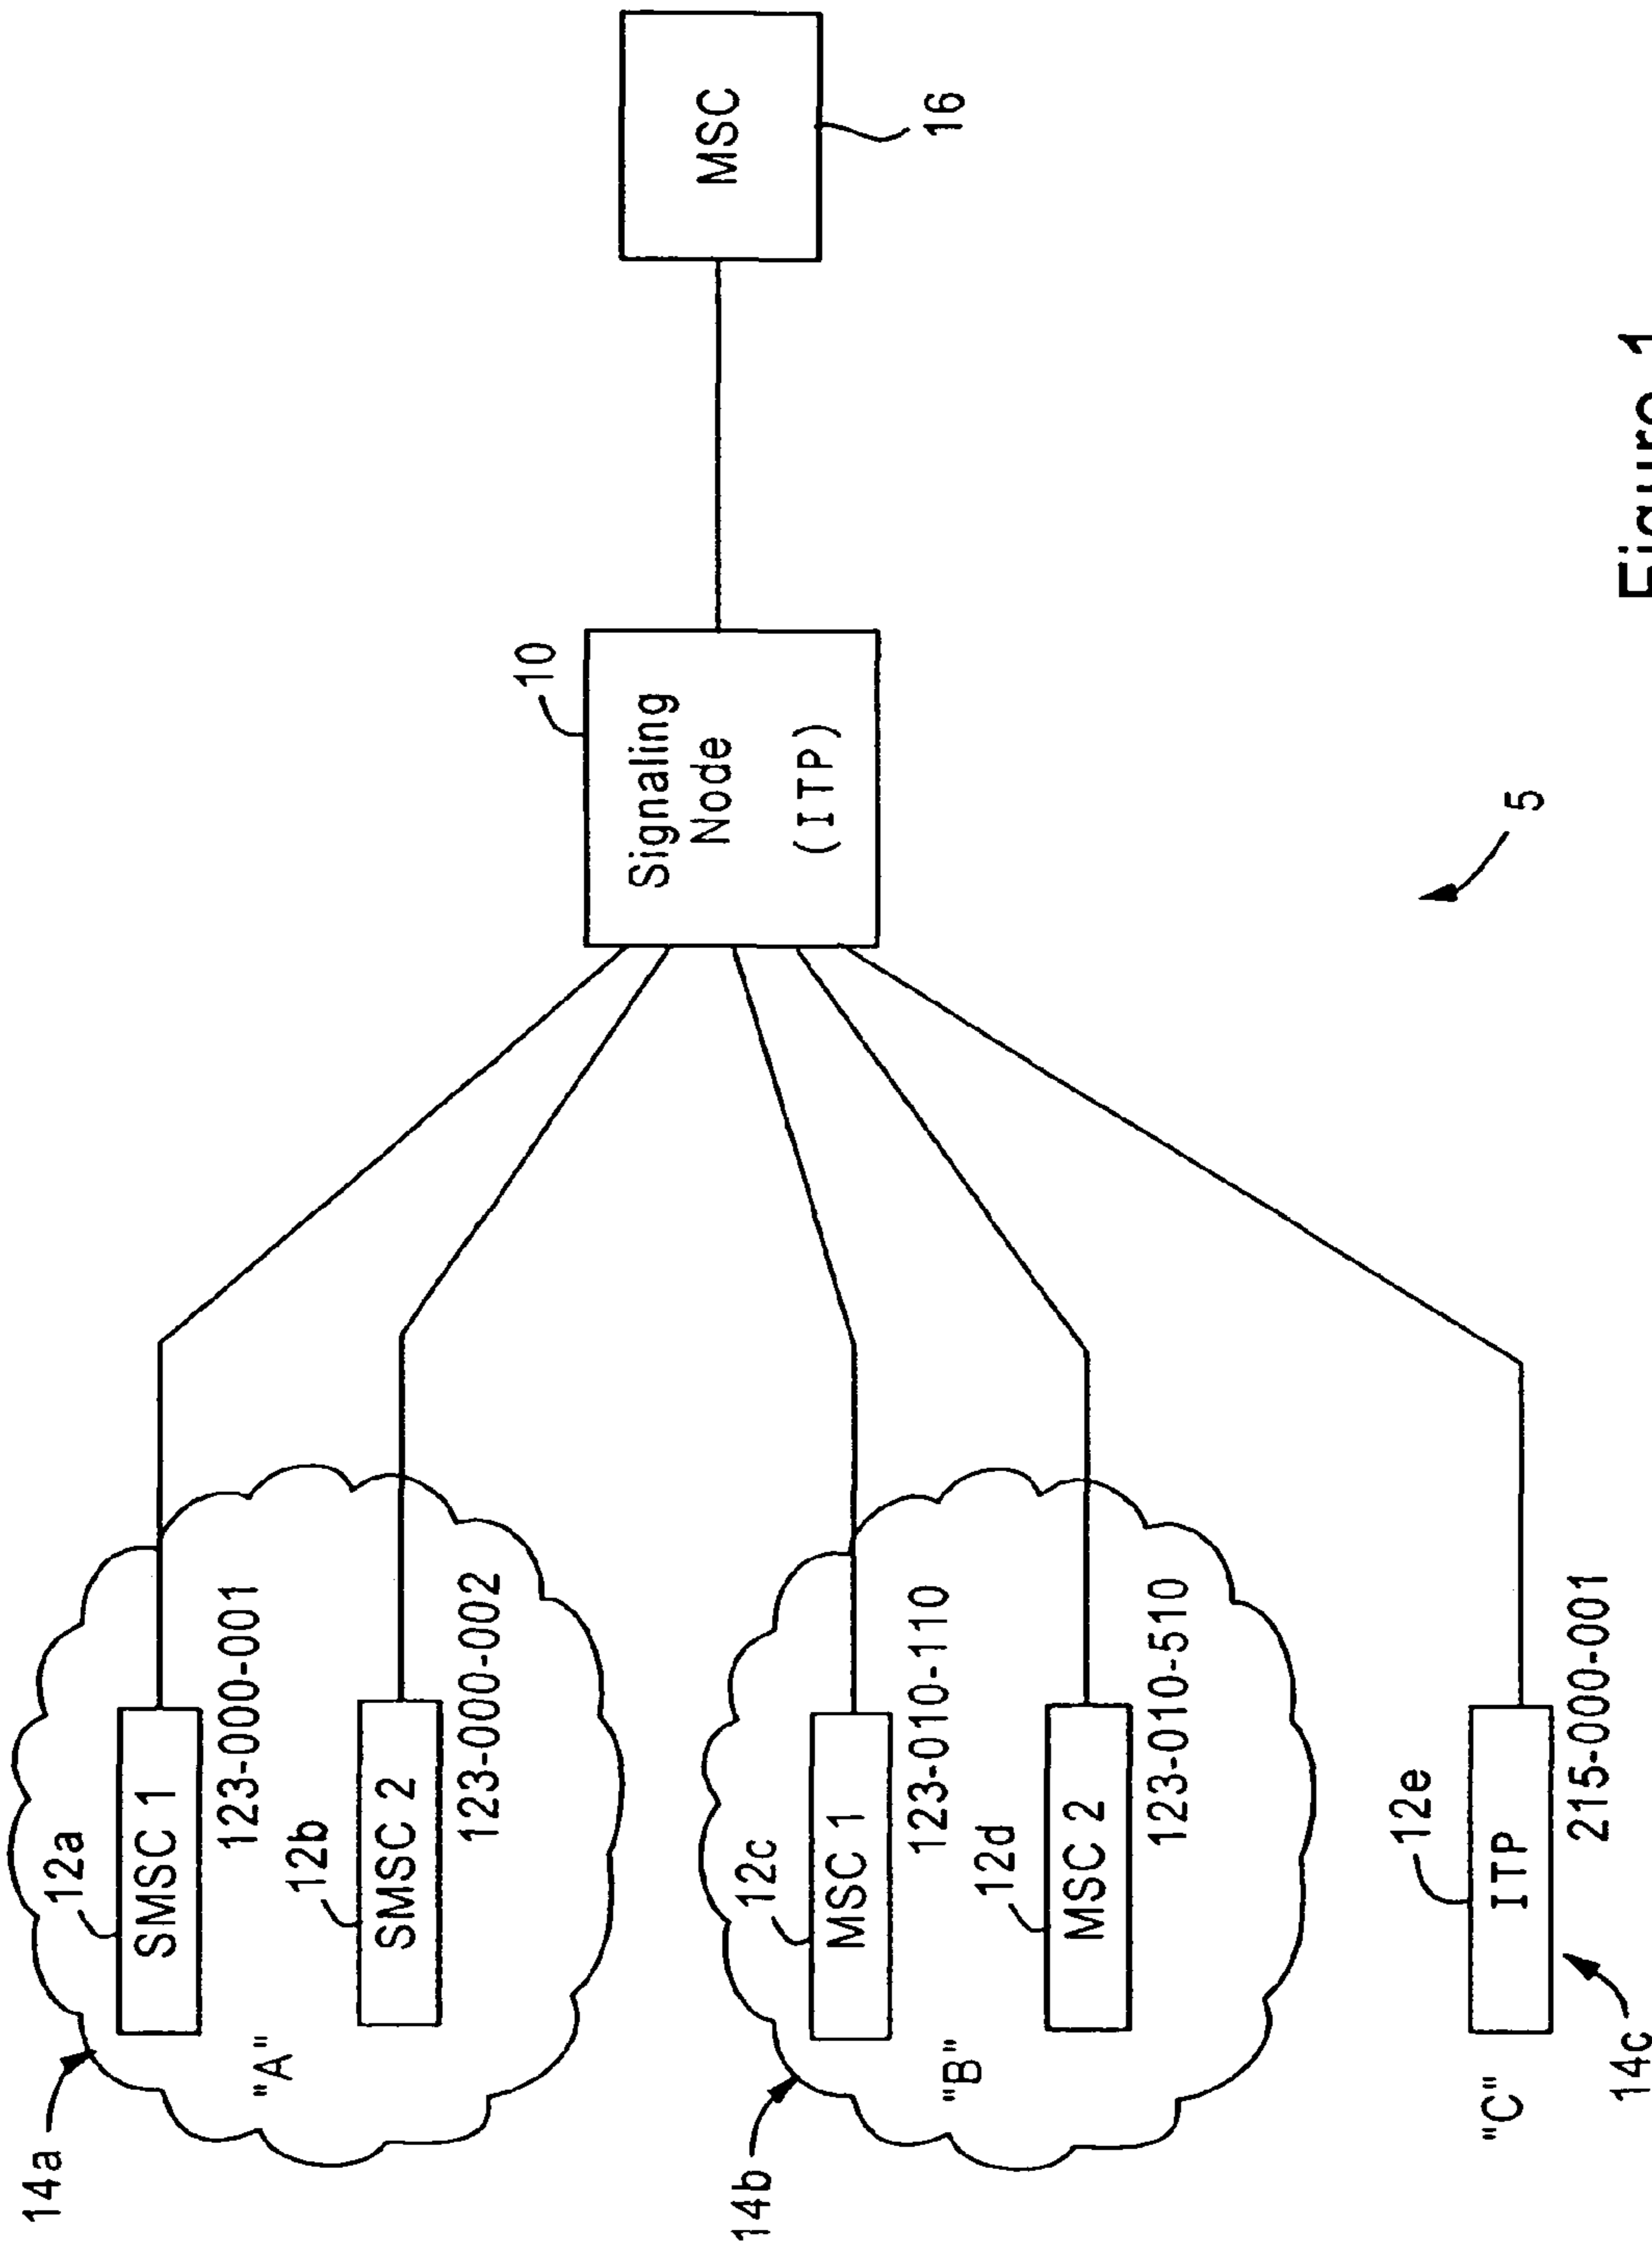 14a
"A"
12a
SMSC 1
123-000-001
12b
SMSC 2
123-000-002
14b
"B"
12c
MSC 1
123-010-110
12d
MSC 2
123-010-510
"C"
14c
12e
ITP
215-000-001
10
Signaling
Node
(ITP)
MSC
16
5
Figure 1